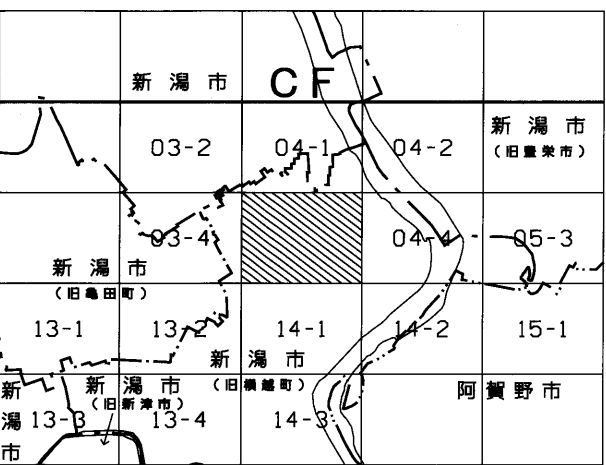 新潟市
CF
03-2
04-1
04-2
新潟市
(旧豊栄市)
03-4
04-4
05-3
新潟市
(旧亀田町)
13-1
13-2
14-1
14-2
15-1
新潟市
(旧横越町)
新潟市
新潟市
(旧新津市)
阿賀野市
13-3
13-4
14-3